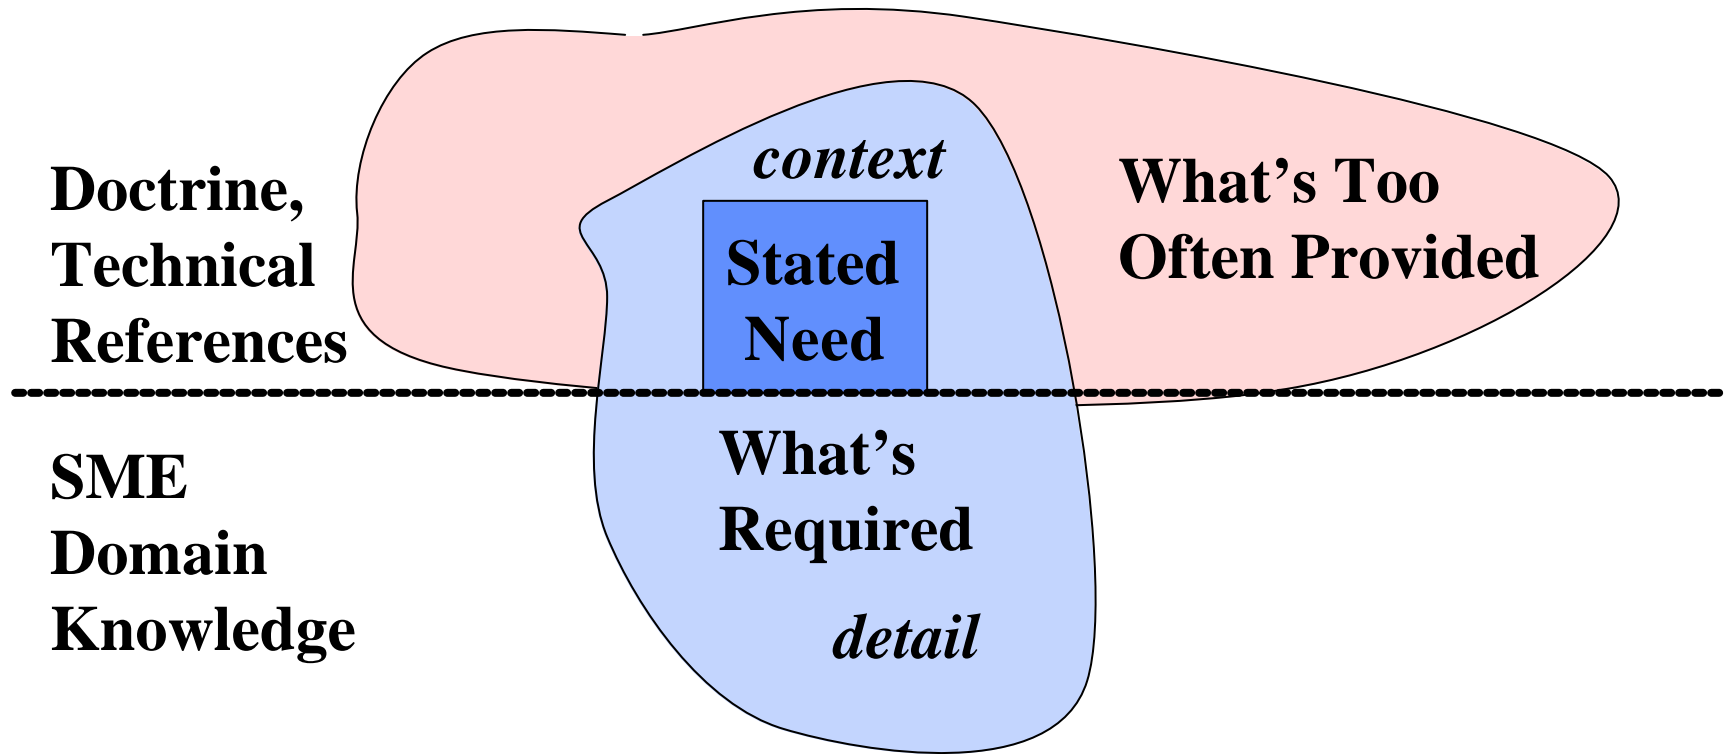 Doctrine,
Technical
References
context
Stated
Need
What’s Too
Often Provided
SME
Domain
Knowledge
What’s
Required
detail